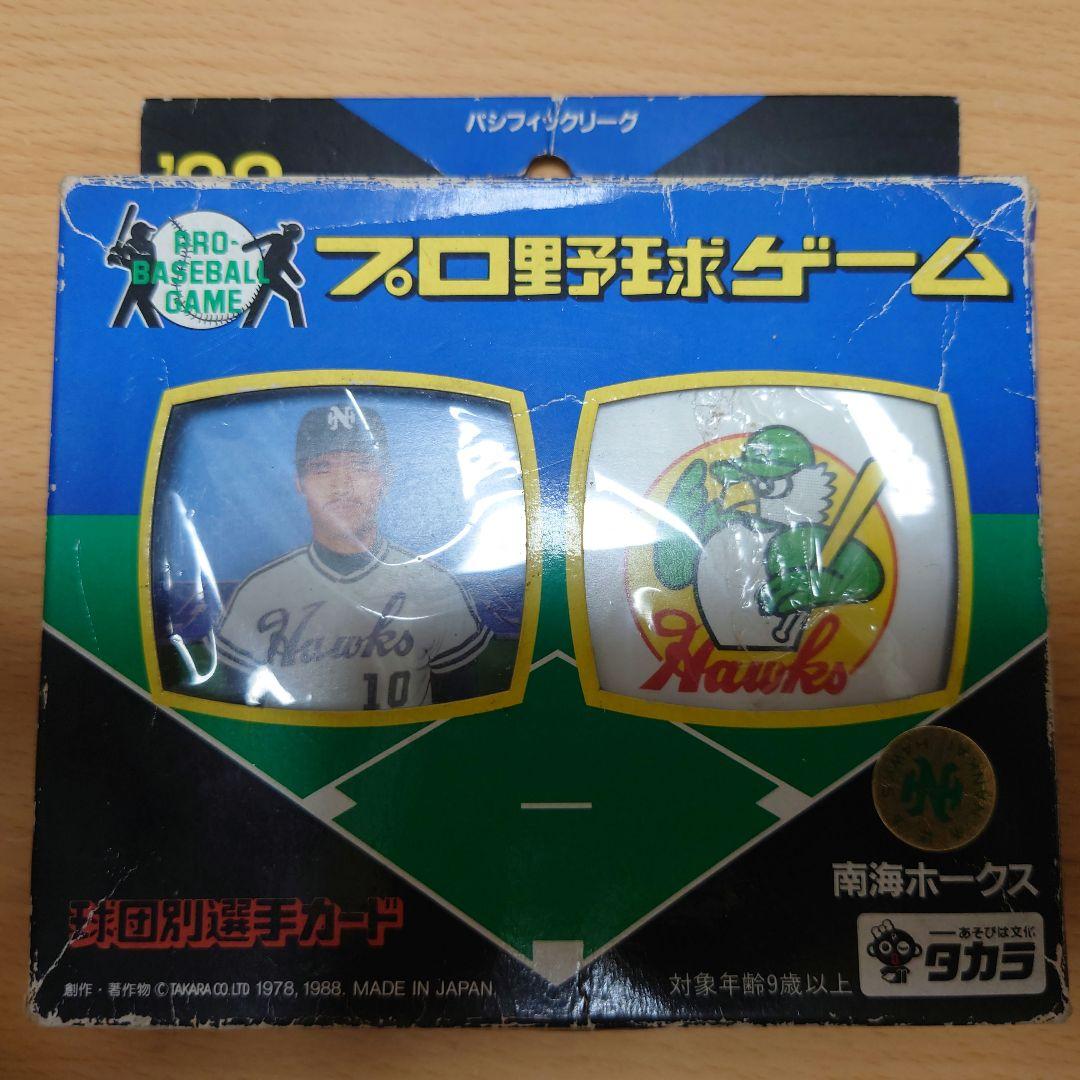 パシフィックリーグ
PRO-
BASEBALL
GAME
プロ野球ゲーム
N
Hawks
10
Hawks
NANKAI HAWKS
南海ホークス
球団別選手カード
あそびは文化
タカラ
創作・著作物 ©TAKARA CO.LTD 1978, 1988. MADE IN JAPAN.
対象年齢9歳以上